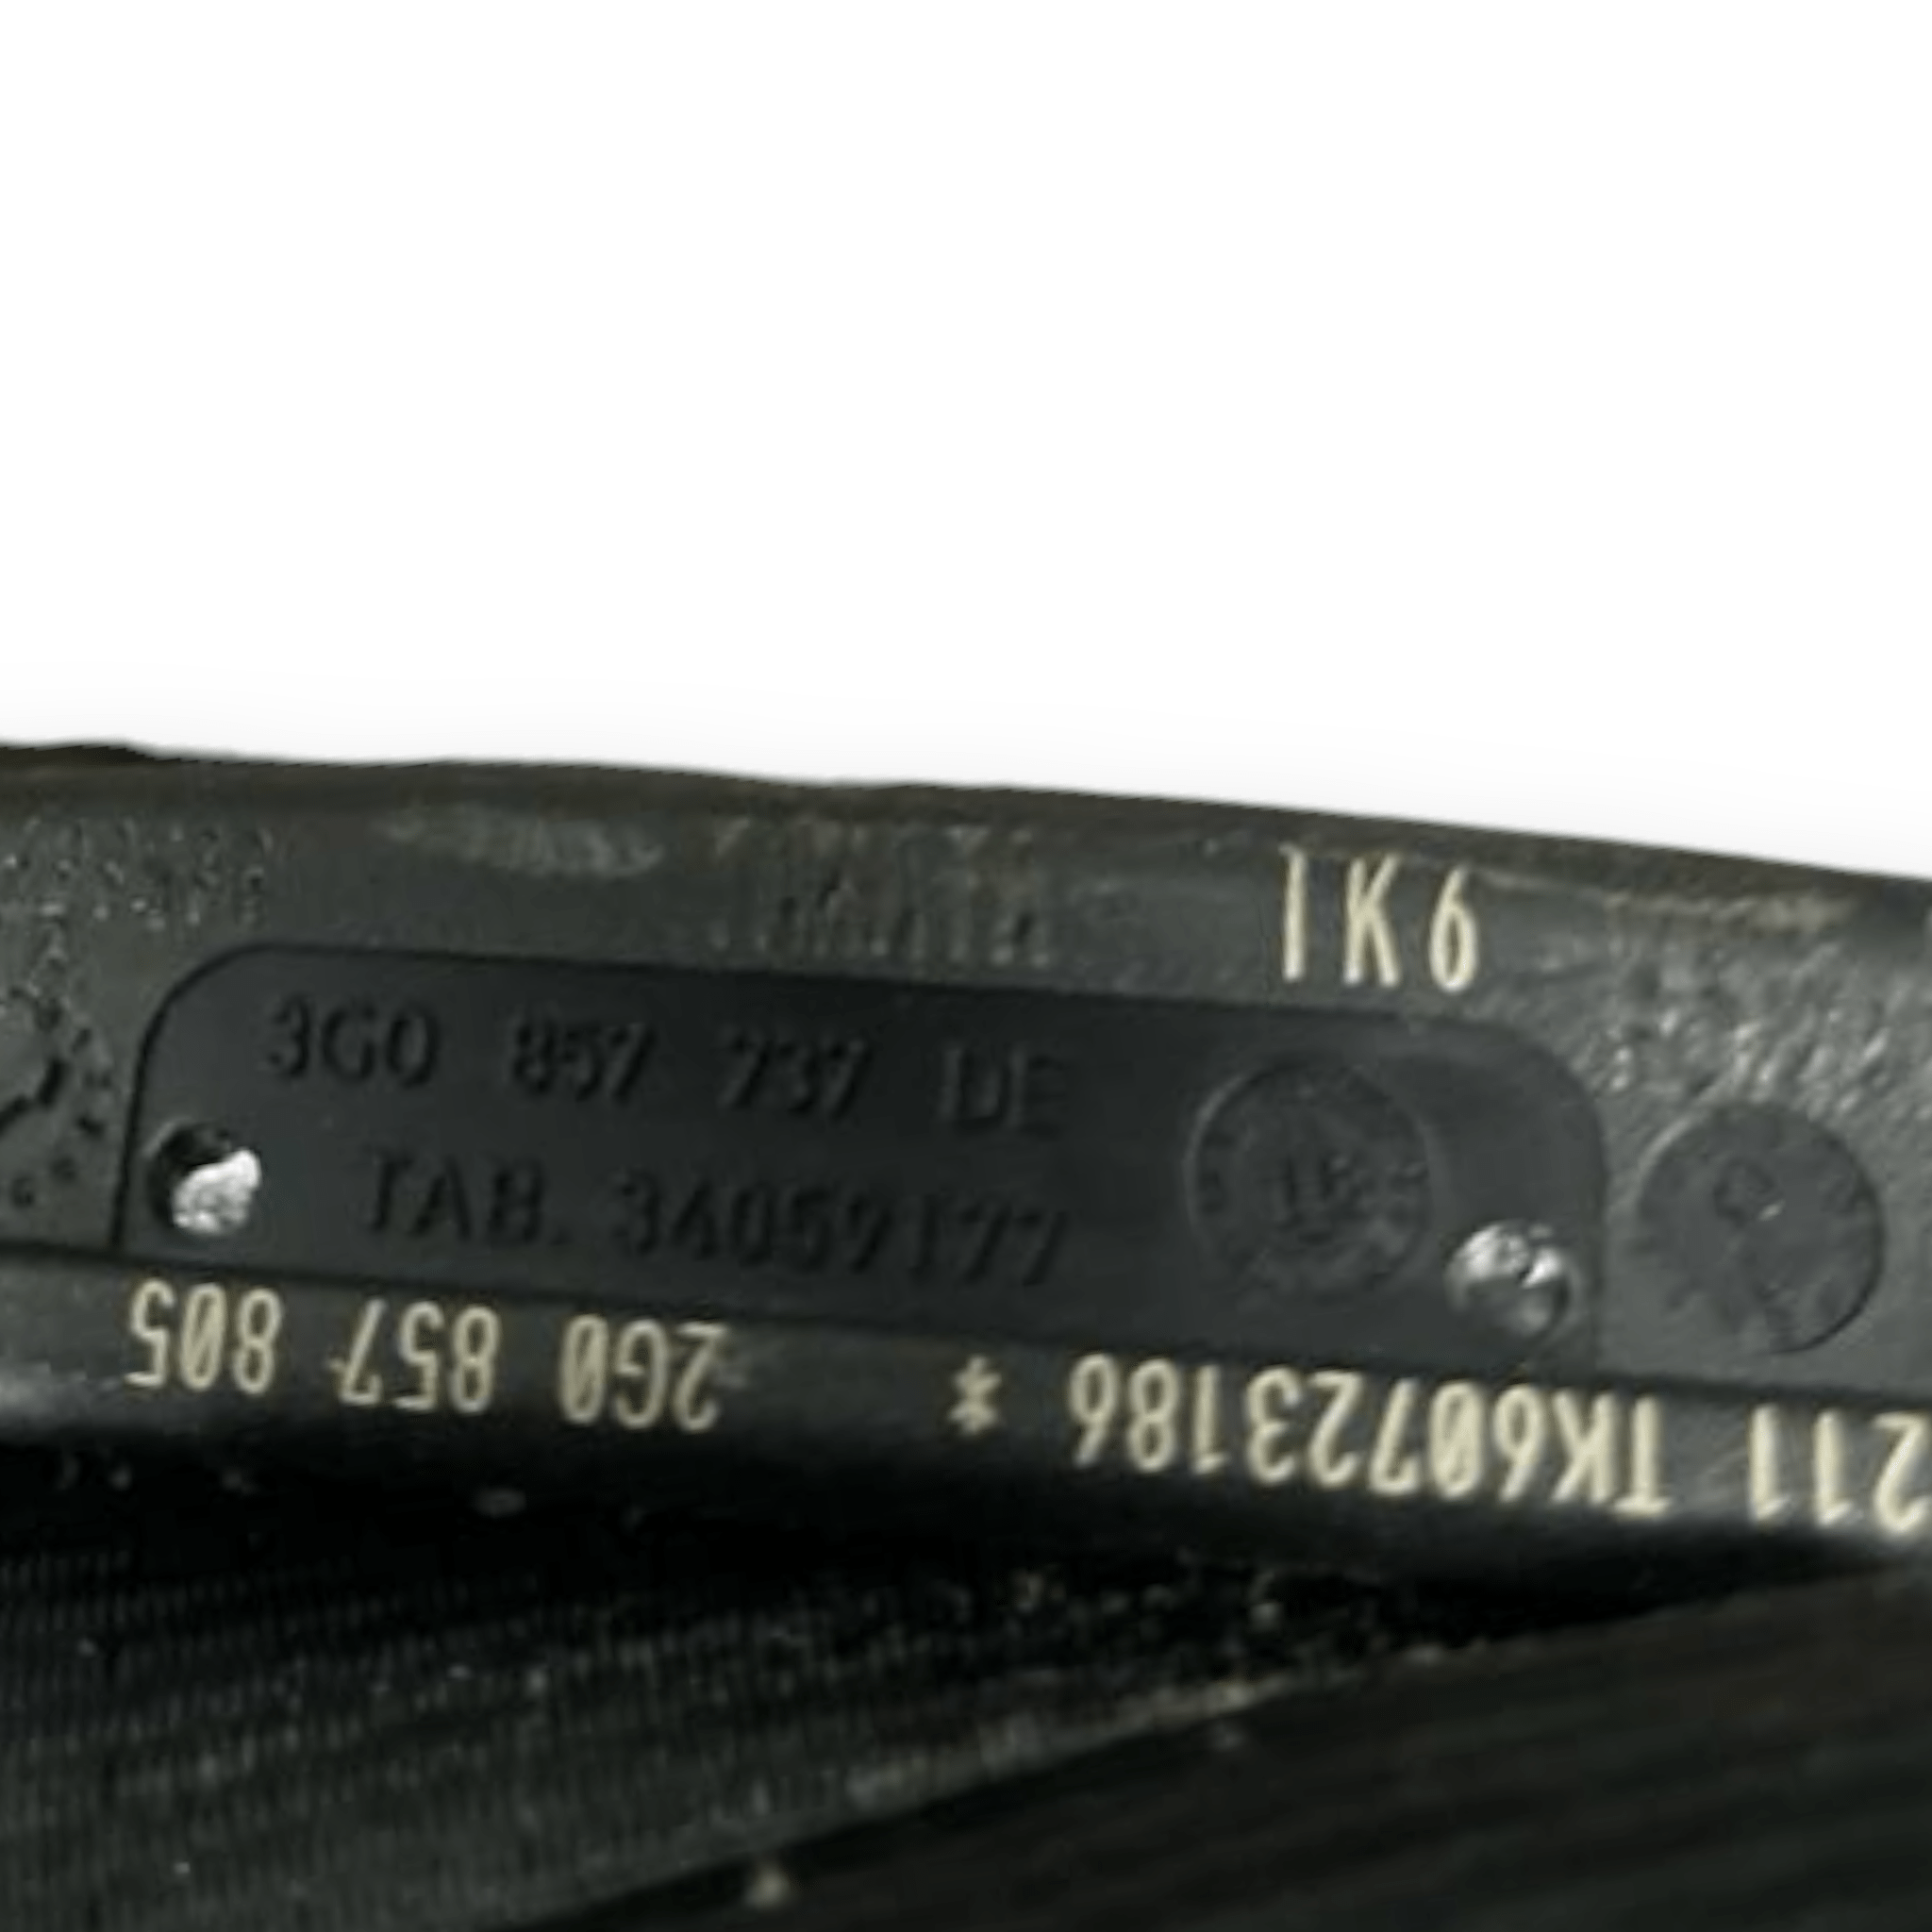 1K6
3G0 857 737 DE
TAB. 34059177
211 TK60723186 * 2G0 857 805